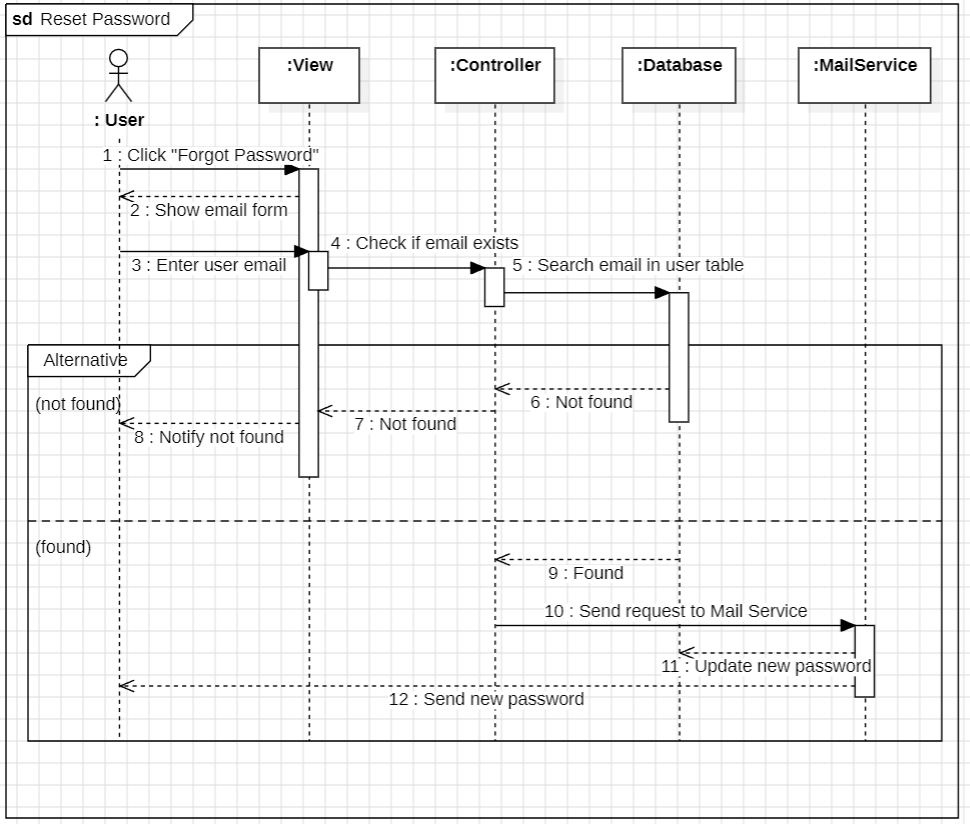 sd Reset Password
:View
:Controller
:Database
:MailService
: User
1 : Click "Forgot Password"
2 : Show email form
3 : Enter user email
4 : Check if email exists
5 : Search email in user table
Alternative
(not found)
6 : Not found
7 : Not found
8 : Notify not found
(found)
9 : Found
10 : Send request to Mail Service
11 : Update new password
12 : Send new password